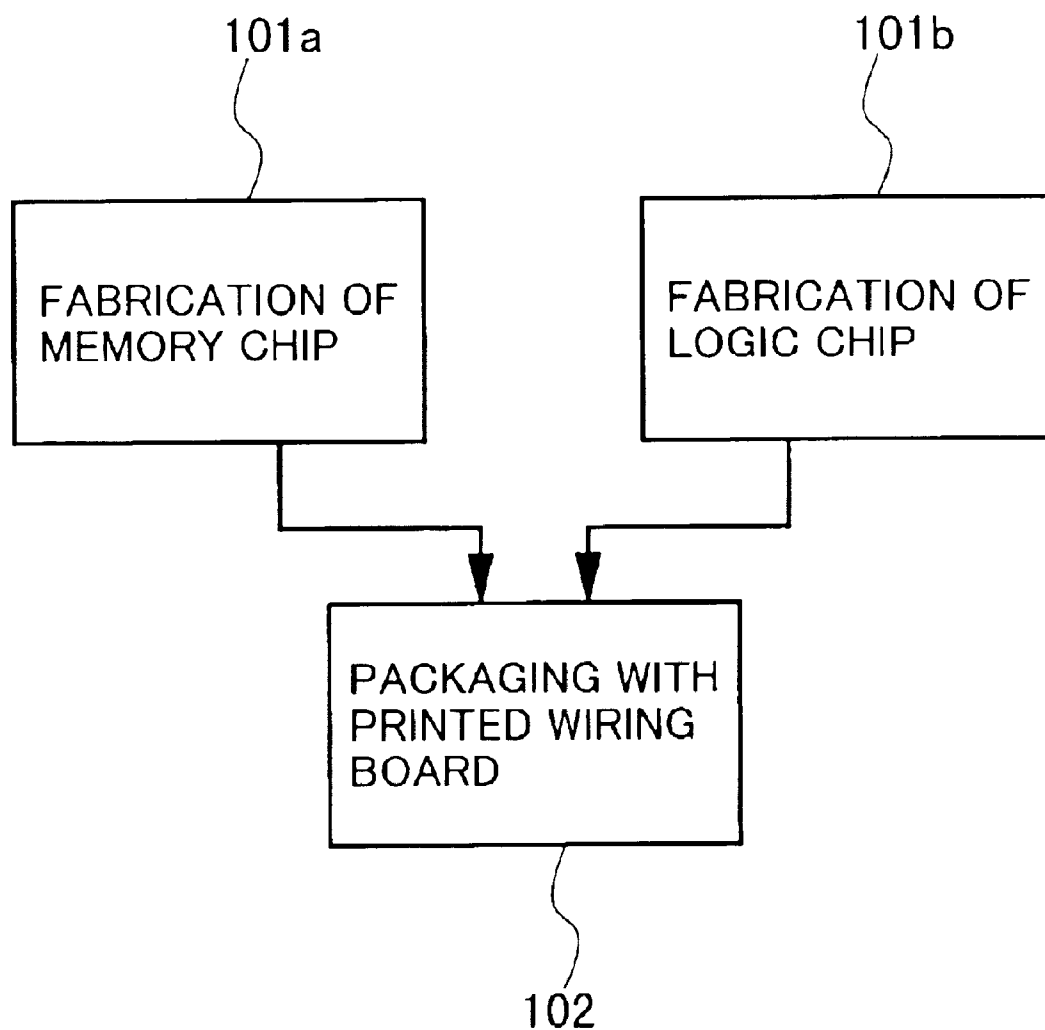 101a
101b
FABRICATION OF
MEMORY CHIP
FABRICATION OF
LOGIC CHIP
PACKAGING WITH
PRINTED WIRING
BOARD
102